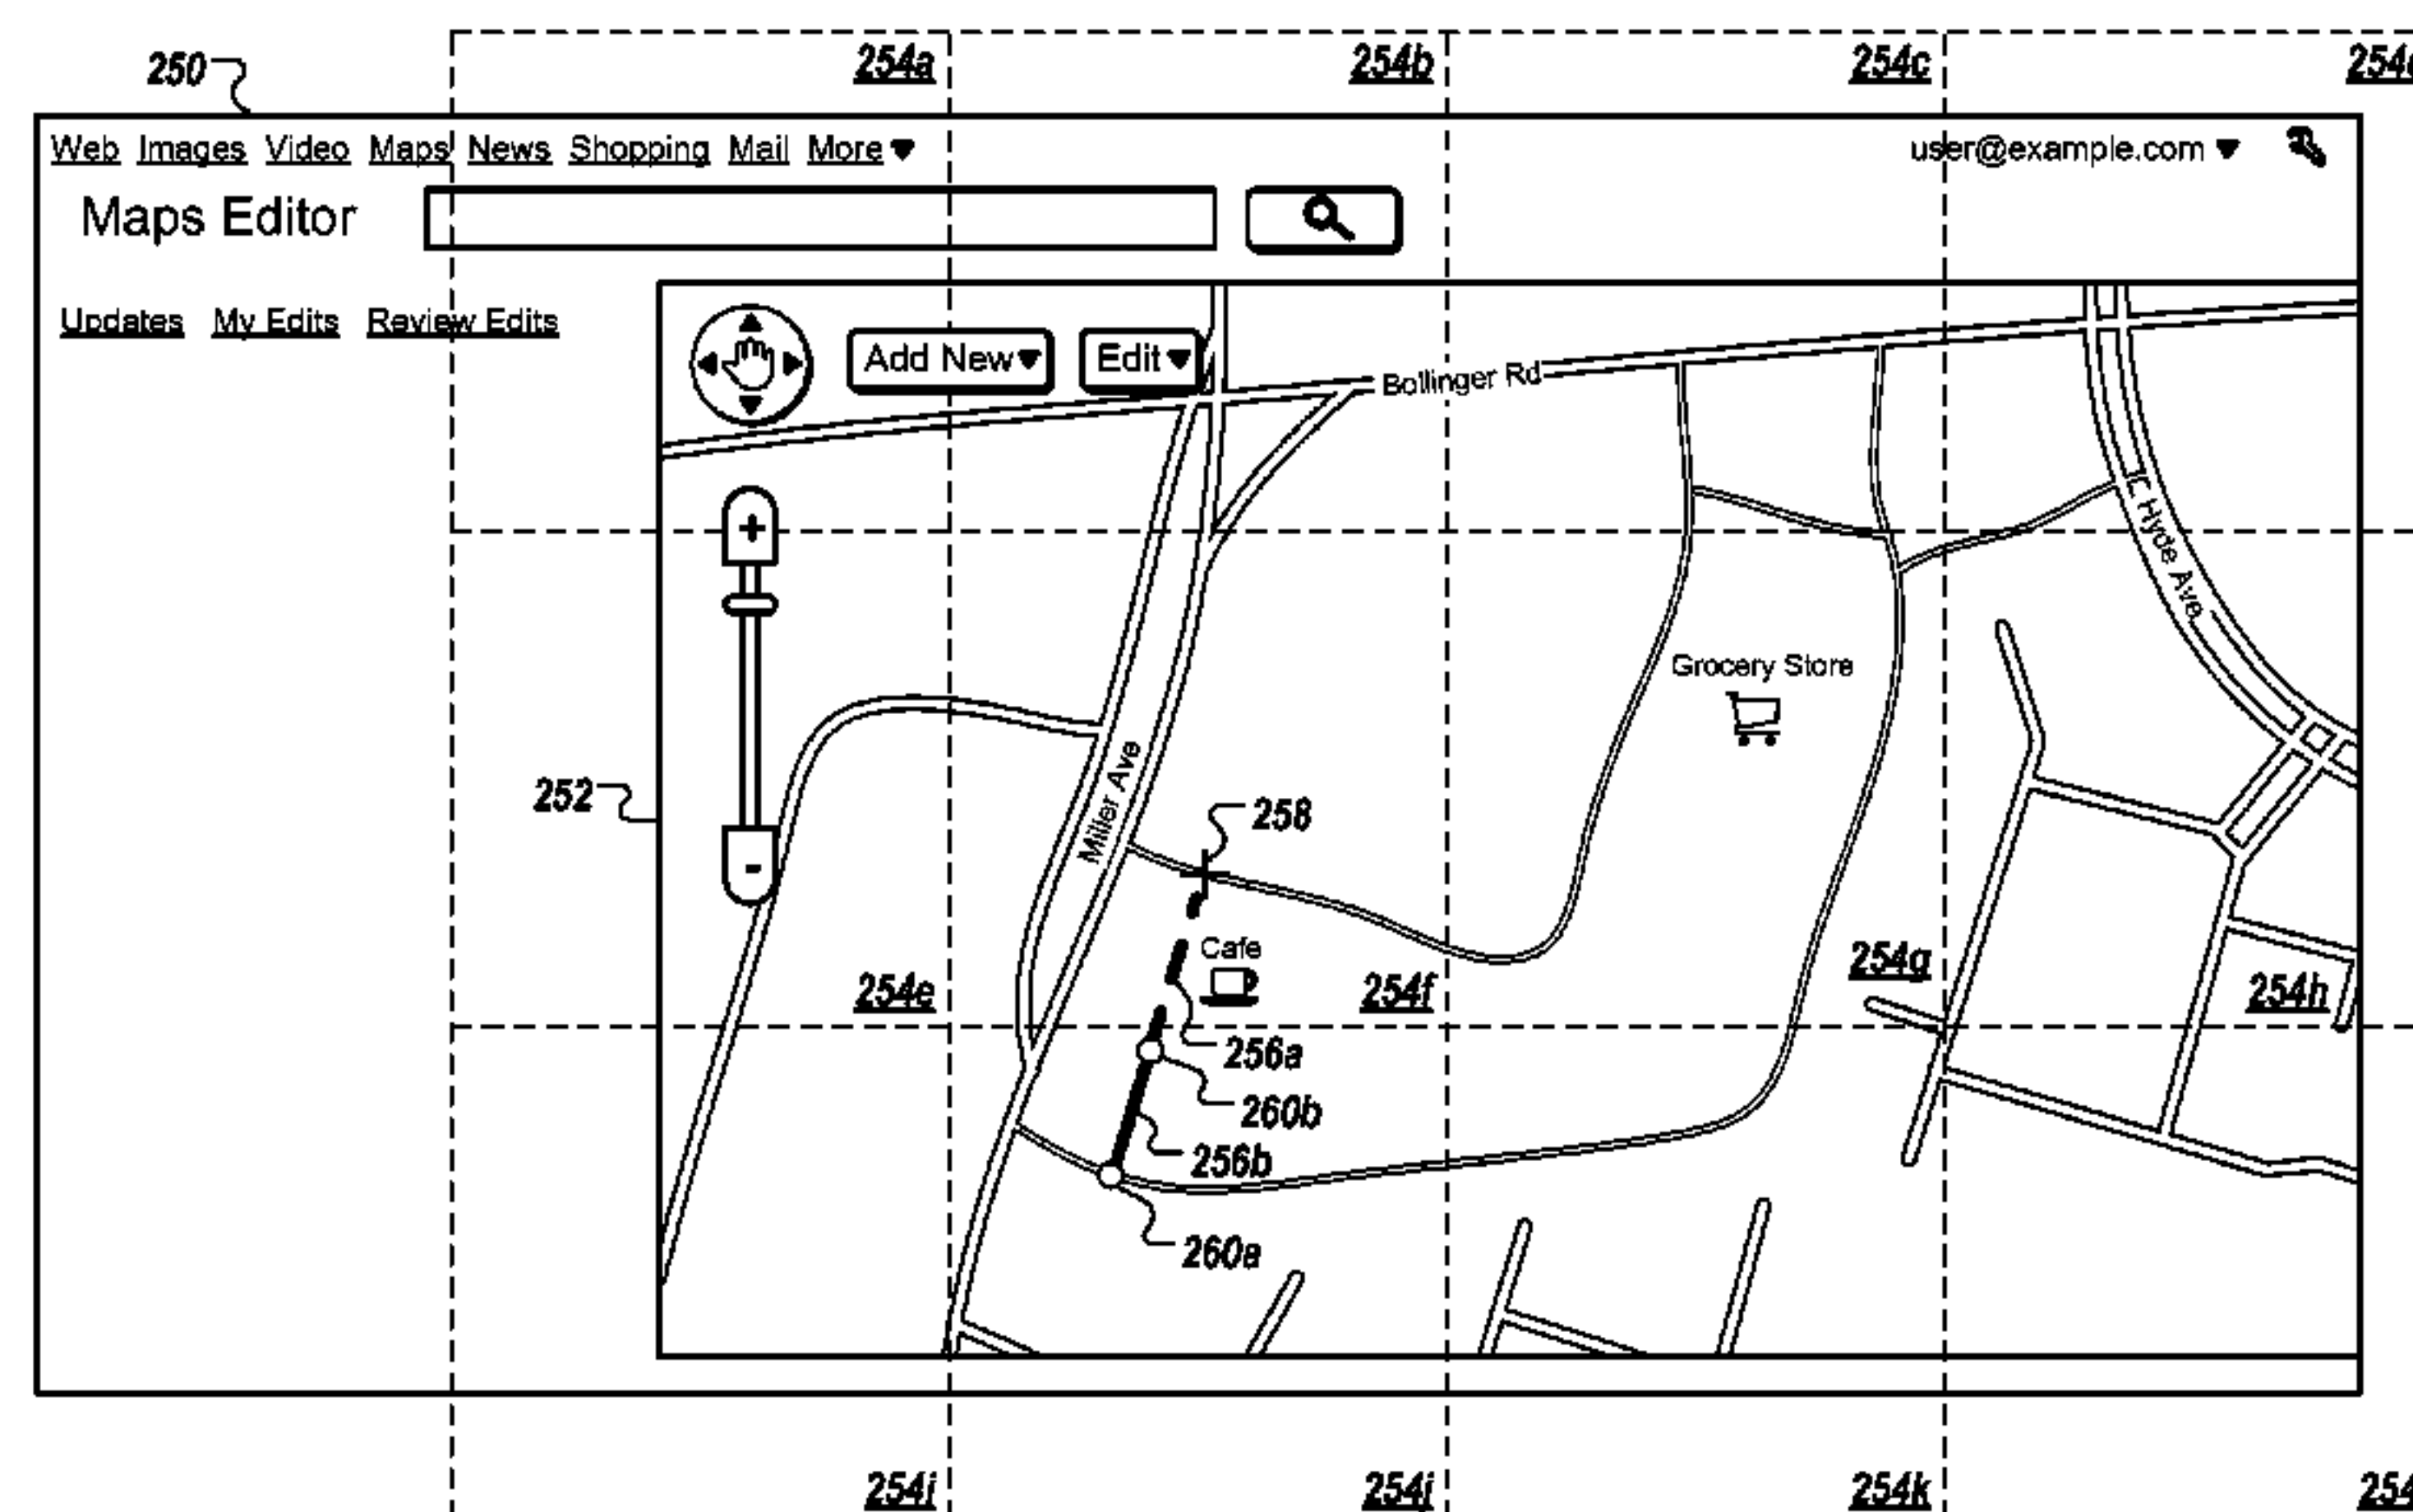 250
254a
254b
254c
Web Images Video Maps News Shopping Mail More
user@example.com
Maps Editor
Updates My Edits Review Edits
Add New
Edit
Bollinger Rd
+
Hyde Ave
Grocery Store
Miller Ave
252
258
-
Cafe
254e
254f
254g
254h
256a
260b
256b
260a
254i
254j
254k